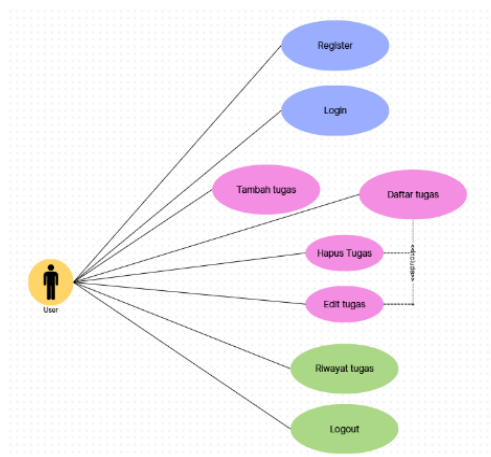 Register
Login
Tambah tugas
Daftar tugas
Hapus Tugas
Edit tugas
User
Riwayat tugas
Logout